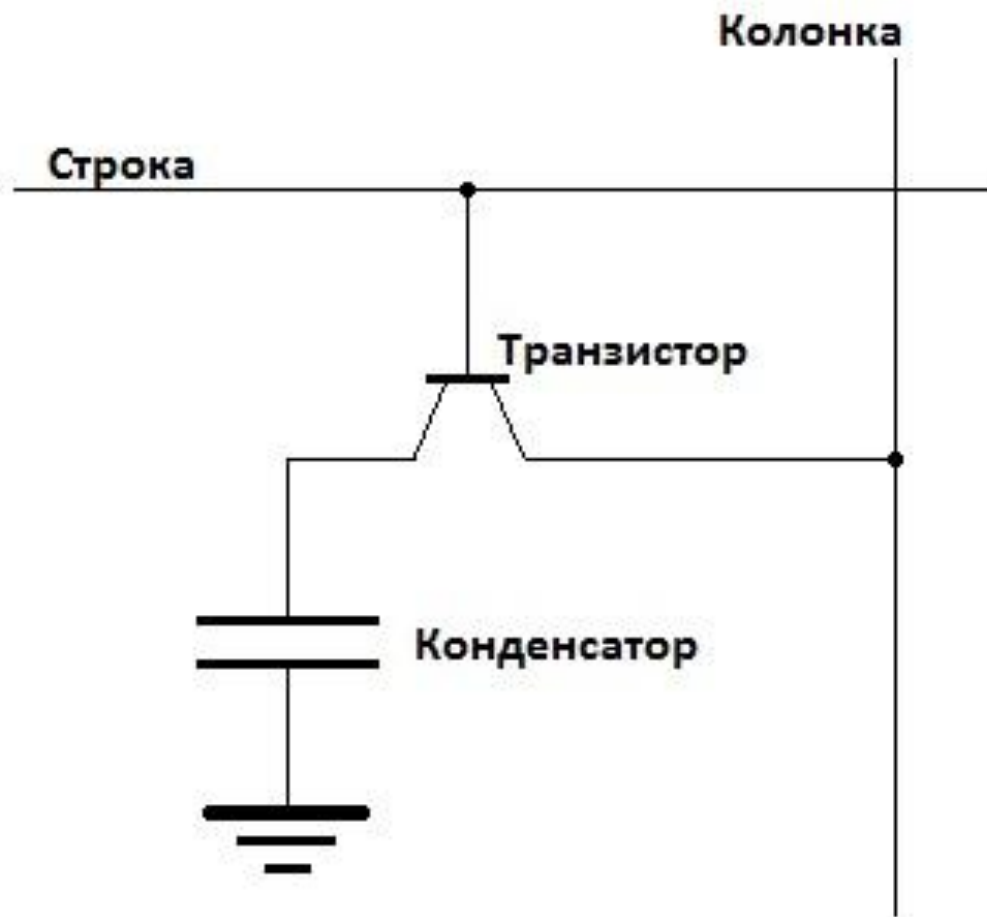 Колонка
Строка
Транзистор
Конденсатор